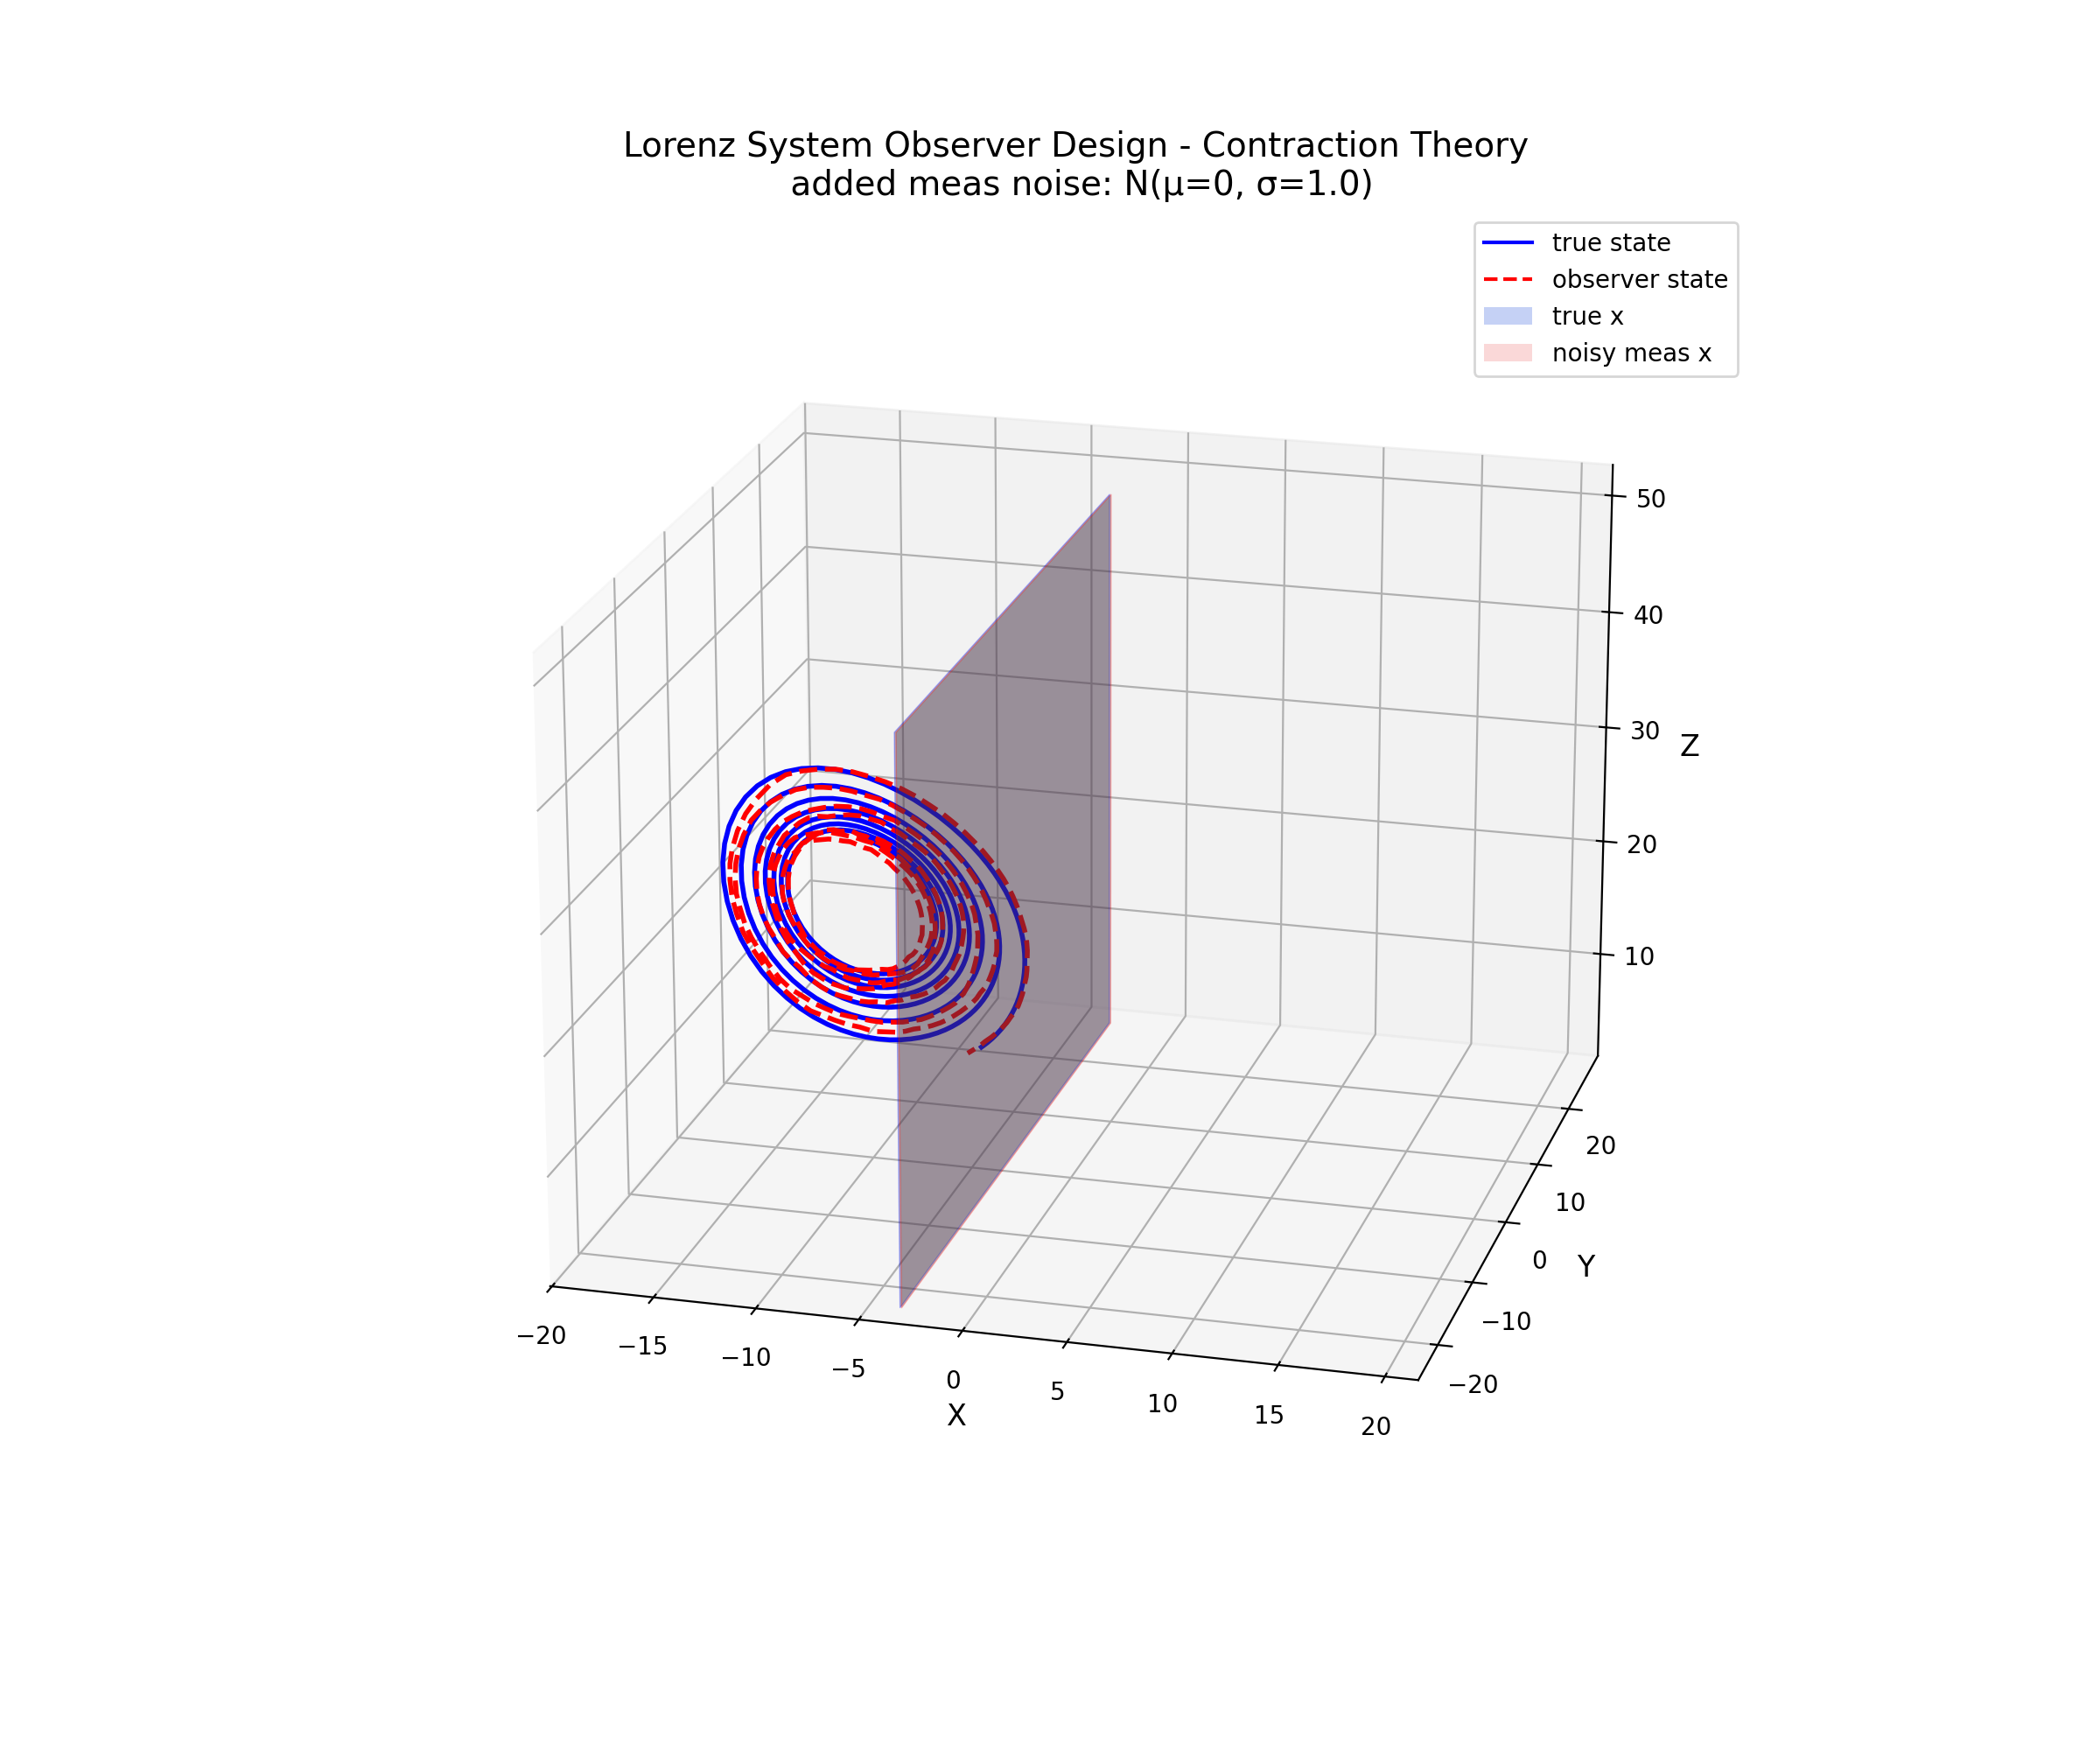 Lorenz System Observer Design - Contraction Theory
added meas noise: N(μ=0, σ=1.0)
true state
observer state
true x
noisy meas x
50
40
30
Z
20
10
20
10
0
Y
−10
−20
−20
−15
−10
−5
0
5
10
15
20
X